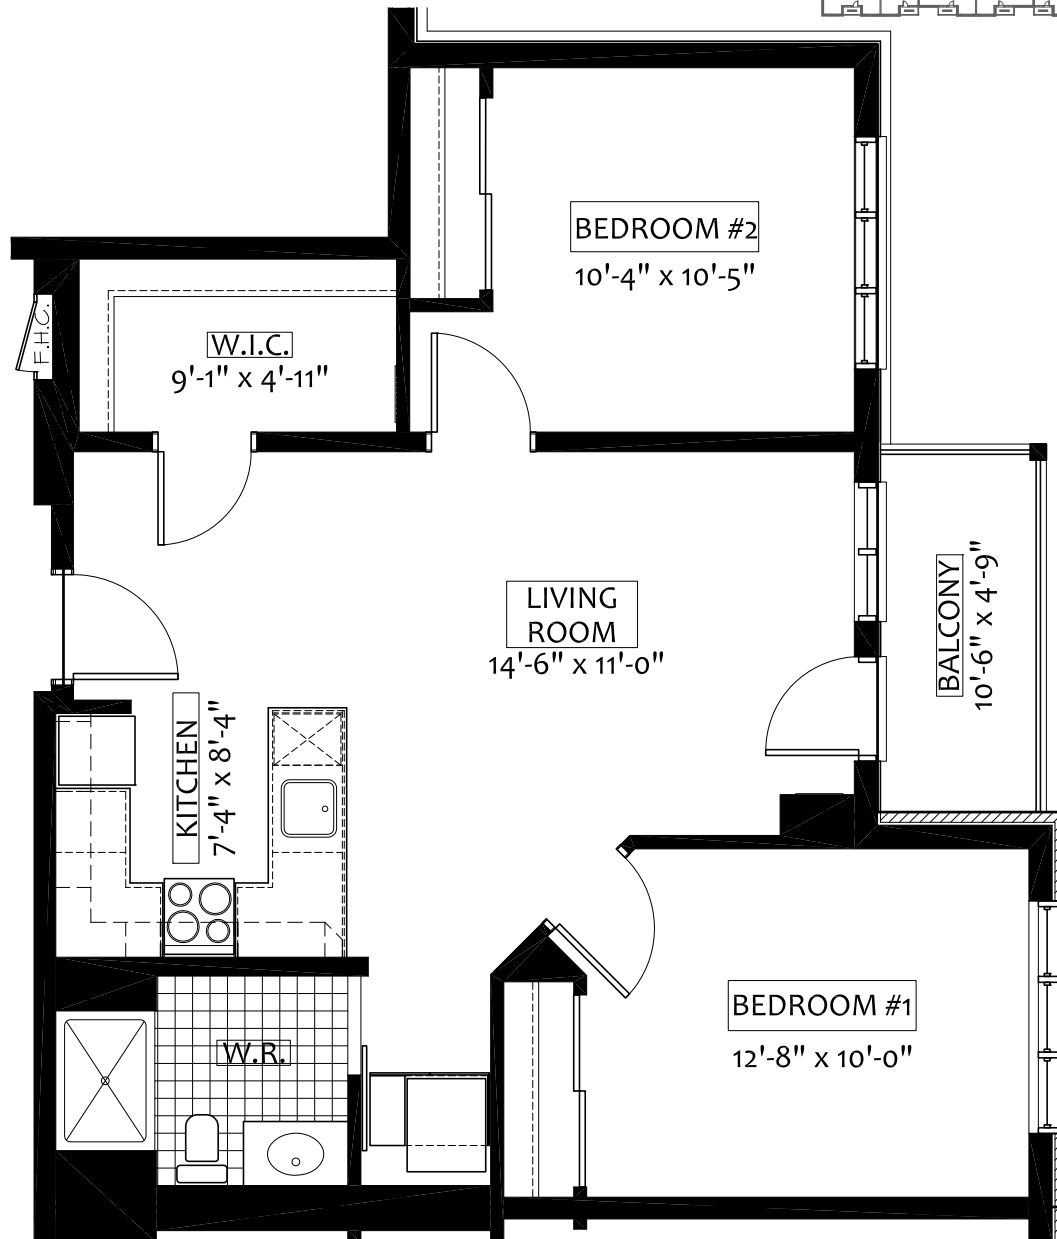 BEDROOM #2
10'-4" x 10'-5"
F.H.C.
W.I.C.
9'-1" x 4'-11"
LIVING
ROOM
14'-6" x 11'-0"
BALCONY
10'-6" x 4'-9"
KITCHEN
7'-4" x 8'-4"
BEDROOM #1
12'-8" x 10'-0"
W.R.